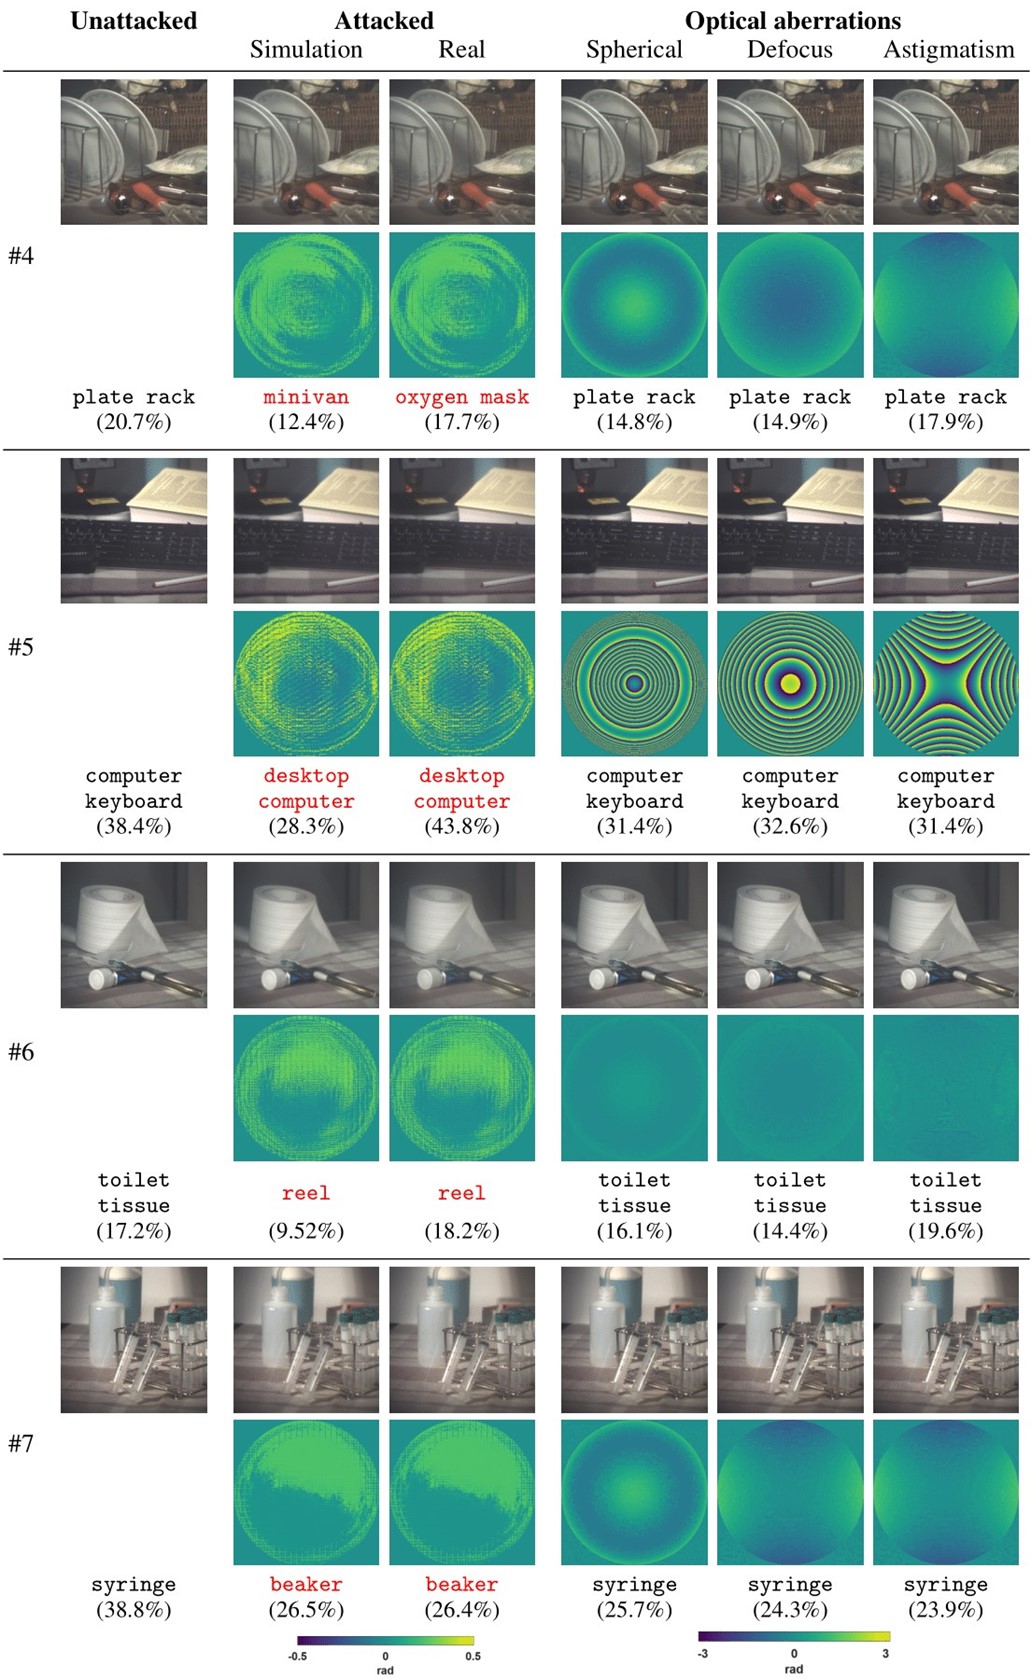 Unattacked Attacked Optical aberrations
Simulation Real Spherical Defocus Astigmatism
#4
plate rack minivan oxygen mask plate rack plate rack plate rack
(20.7%) (12.4%) (17.7%) (14.8%) (14.9%) (17.9%)
#5
computer desktop desktop computer computer computer
keyboard computer computer keyboard keyboard keyboard
(38.4%) (28.3%) (43.8%) (31.4%) (32.6%) (31.4%)
#6
toilet toilet toilet toilet
tissue reel reel tissue tissue tissue
(17.2%) (9.52%) (18.2%) (16.1%) (14.4%) (19.6%)
#7
syringe beaker beaker syringe syringe syringe
(38.8%) (26.5%) (26.4%) (25.7%) (24.3%) (23.9%)
-0.5 0 0.5 -3 0 3
rad rad